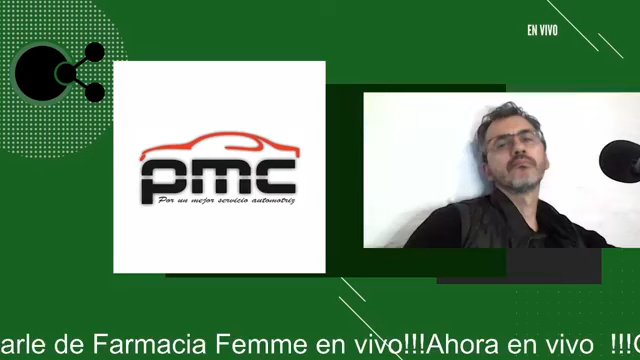 EN VIVO
pmc
Por un mejor servicio automotriz
arle de Farmacia Femme en vivo!!!Ahora en vivo !!!